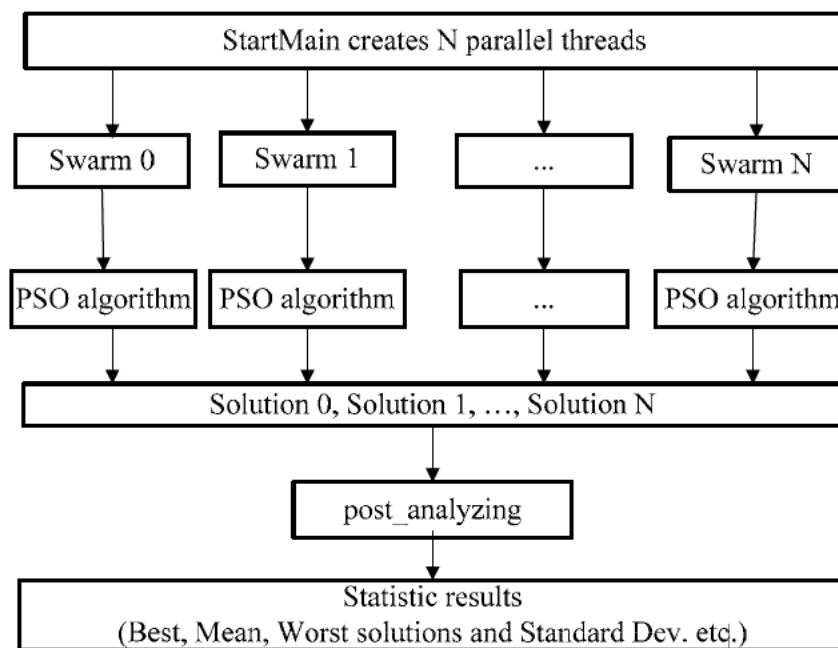 StartMain creates N parallel threads
Swarm 0
Swarm 1
...
Swarm N
PSO algorithm
PSO algorithm
...
PSO algorithm
Solution 0, Solution 1, ..., Solution N
post_analyzing
Statistic results
(Best, Mean, Worst solutions and Standard Dev. etc.)